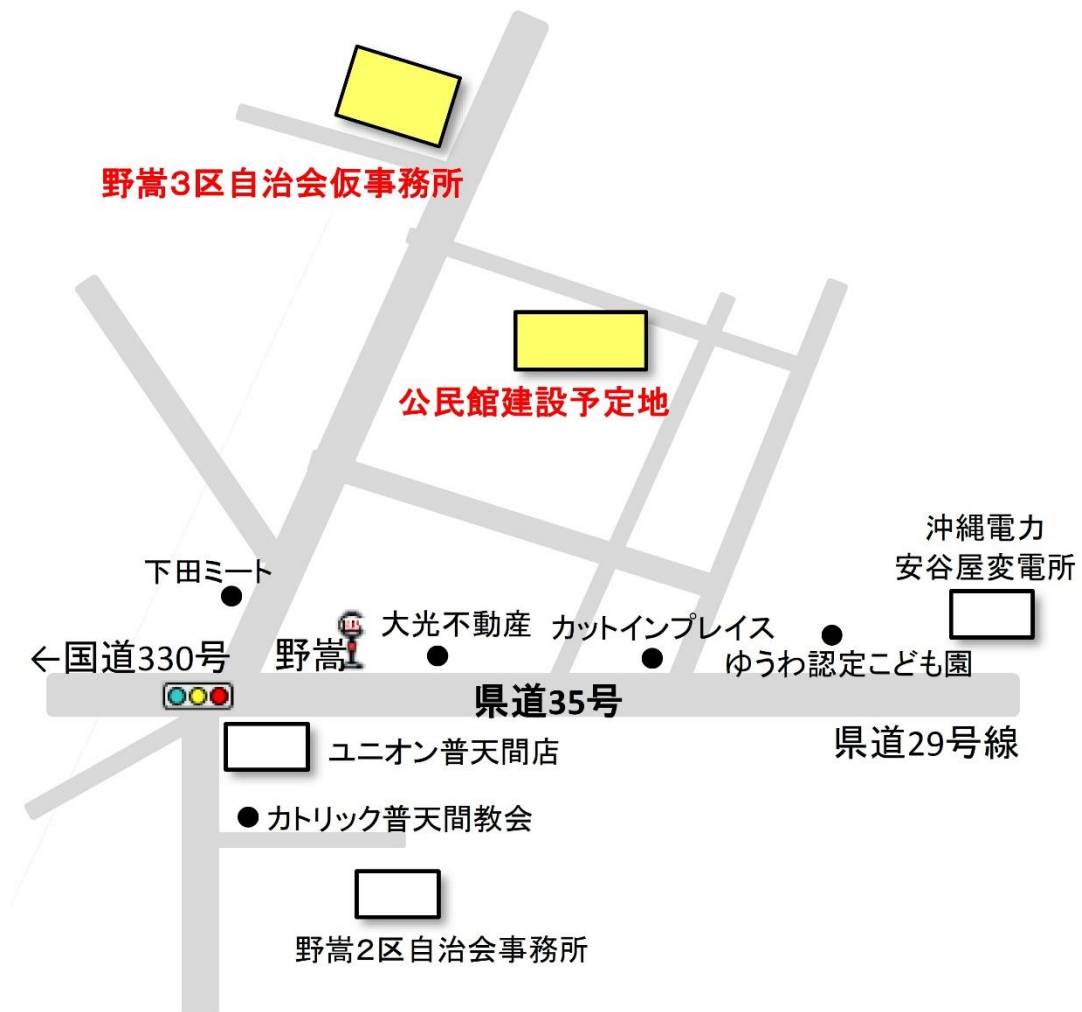 野嵩3区自治会仮事務所
公民館建設予定地
沖縄電力
安谷屋変電所
下田ミート
大光不動産
カットインプレイス
←国道330号
野嵩
ゆうわ認定こども園
県道35号
県道29号線
ユニオン普天間店
カトリック普天間教会
野嵩2区自治会事務所